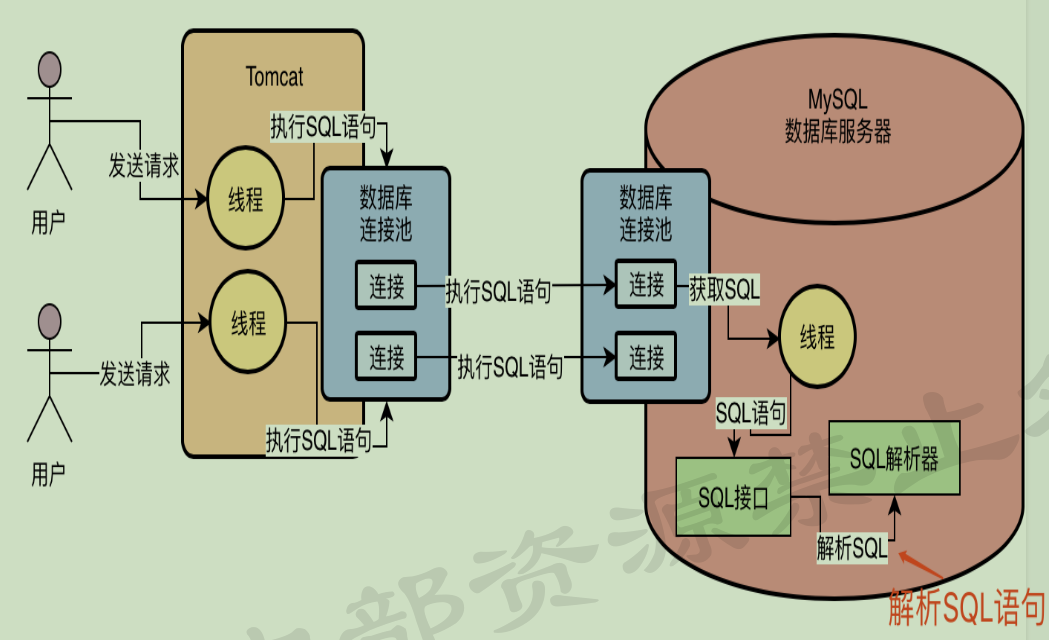 Tomcat
执行SQL语句
发送请求
线程
用户
数据库
连接池
连接
连接
执行SQL语句
执行SQL语句
线程
发送请求
用户
执行SQL语句
MySQL
数据库服务器
数据库
连接池
连接
连接
获取SQL
线程
SQL语句
SQL接口
SQL解析器
解析SQL
解析SQL语句
部资源禁止